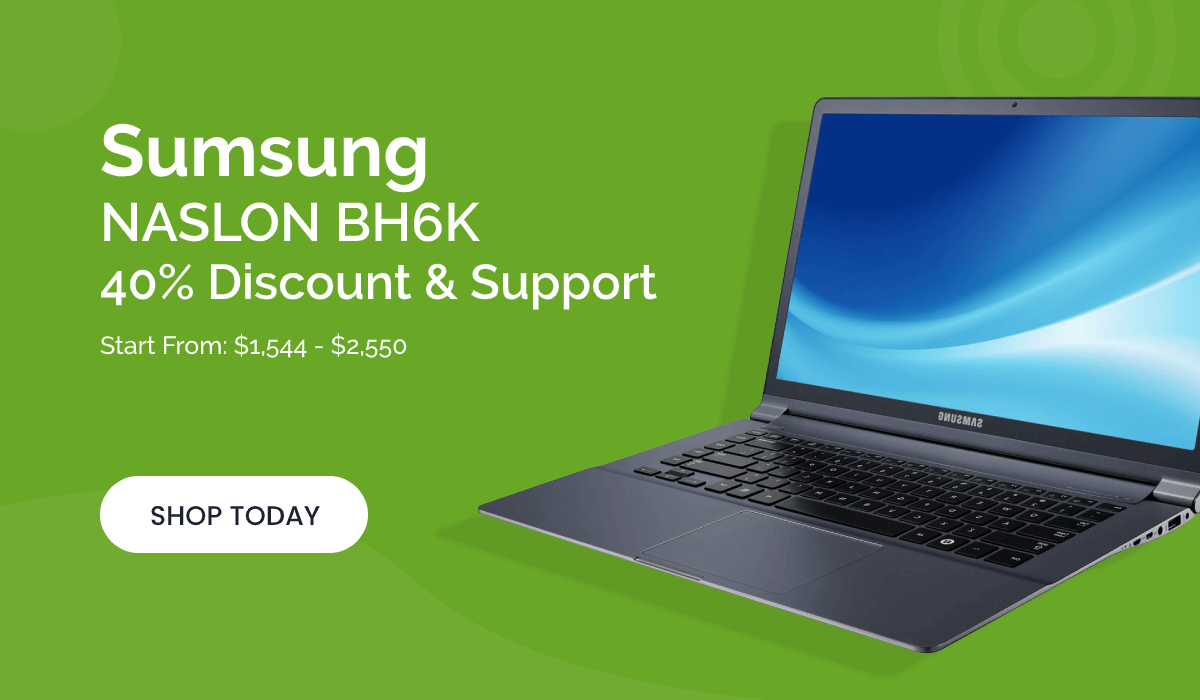 Sumsung
NASLON BH6K
40% Discount & Support
Start From: $1,544 - $2,550
SHOP TODAY
SAMSUNG